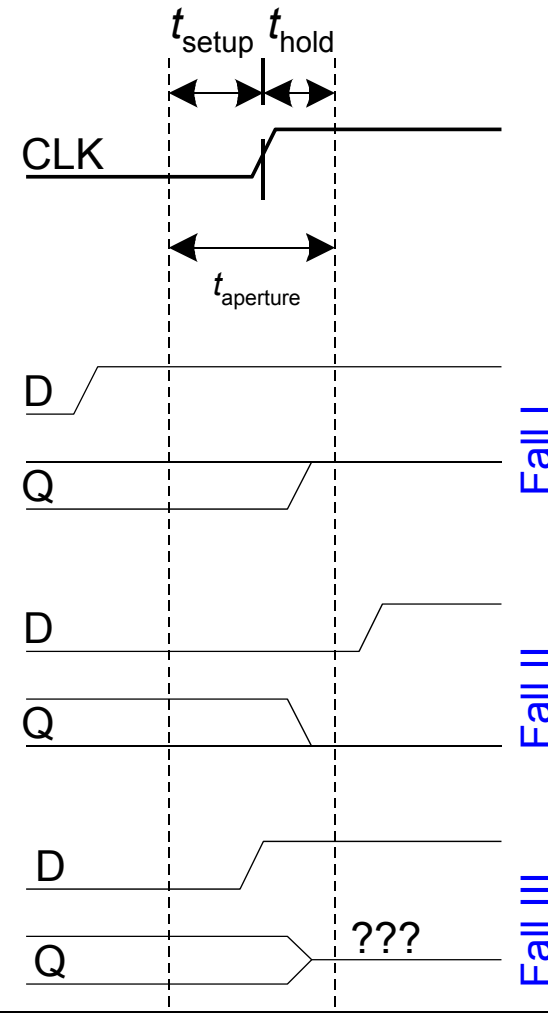 tsetup thold
CLK
taperture
D
Q
Fall I
D
Q
Fall II
D
Q
???
Fall III